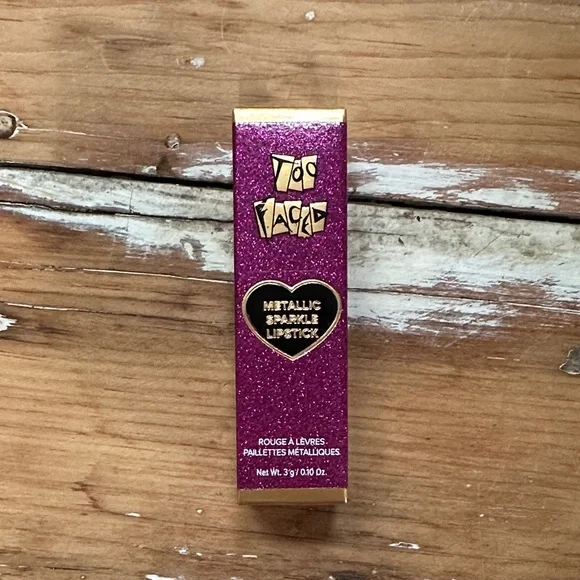 Too
Faced
METALLIC
SPARKLE
LIPSTICK
ROUGE À LÈVRES
PAILLETTES MÉTALLIQUES
Net Wt. 3 g / 0.10 Oz.